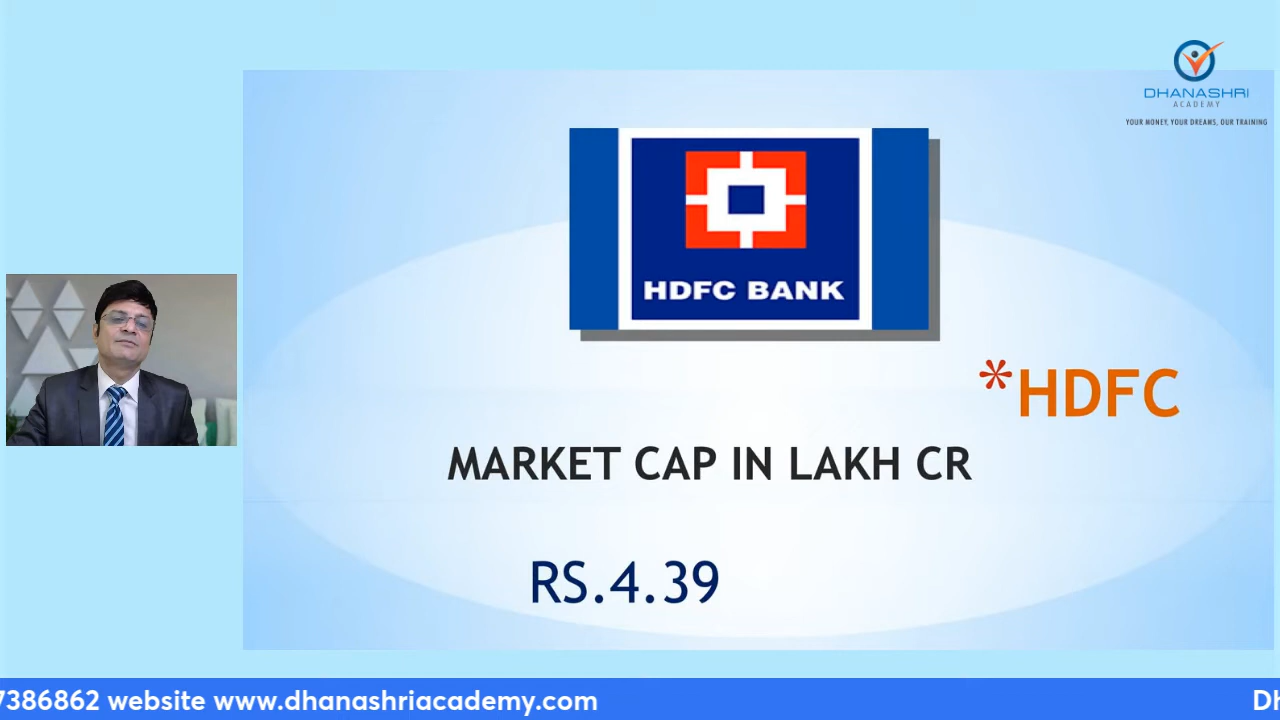 DHANASHRI
ACADEMY
YOUR MONEY, YOUR DREAMS, OUR TRAINING
HDFC BANK
*HDFC
MARKET CAP IN LAKH CR
RS.4.39
7386862 website www.dhanashriacademy.com